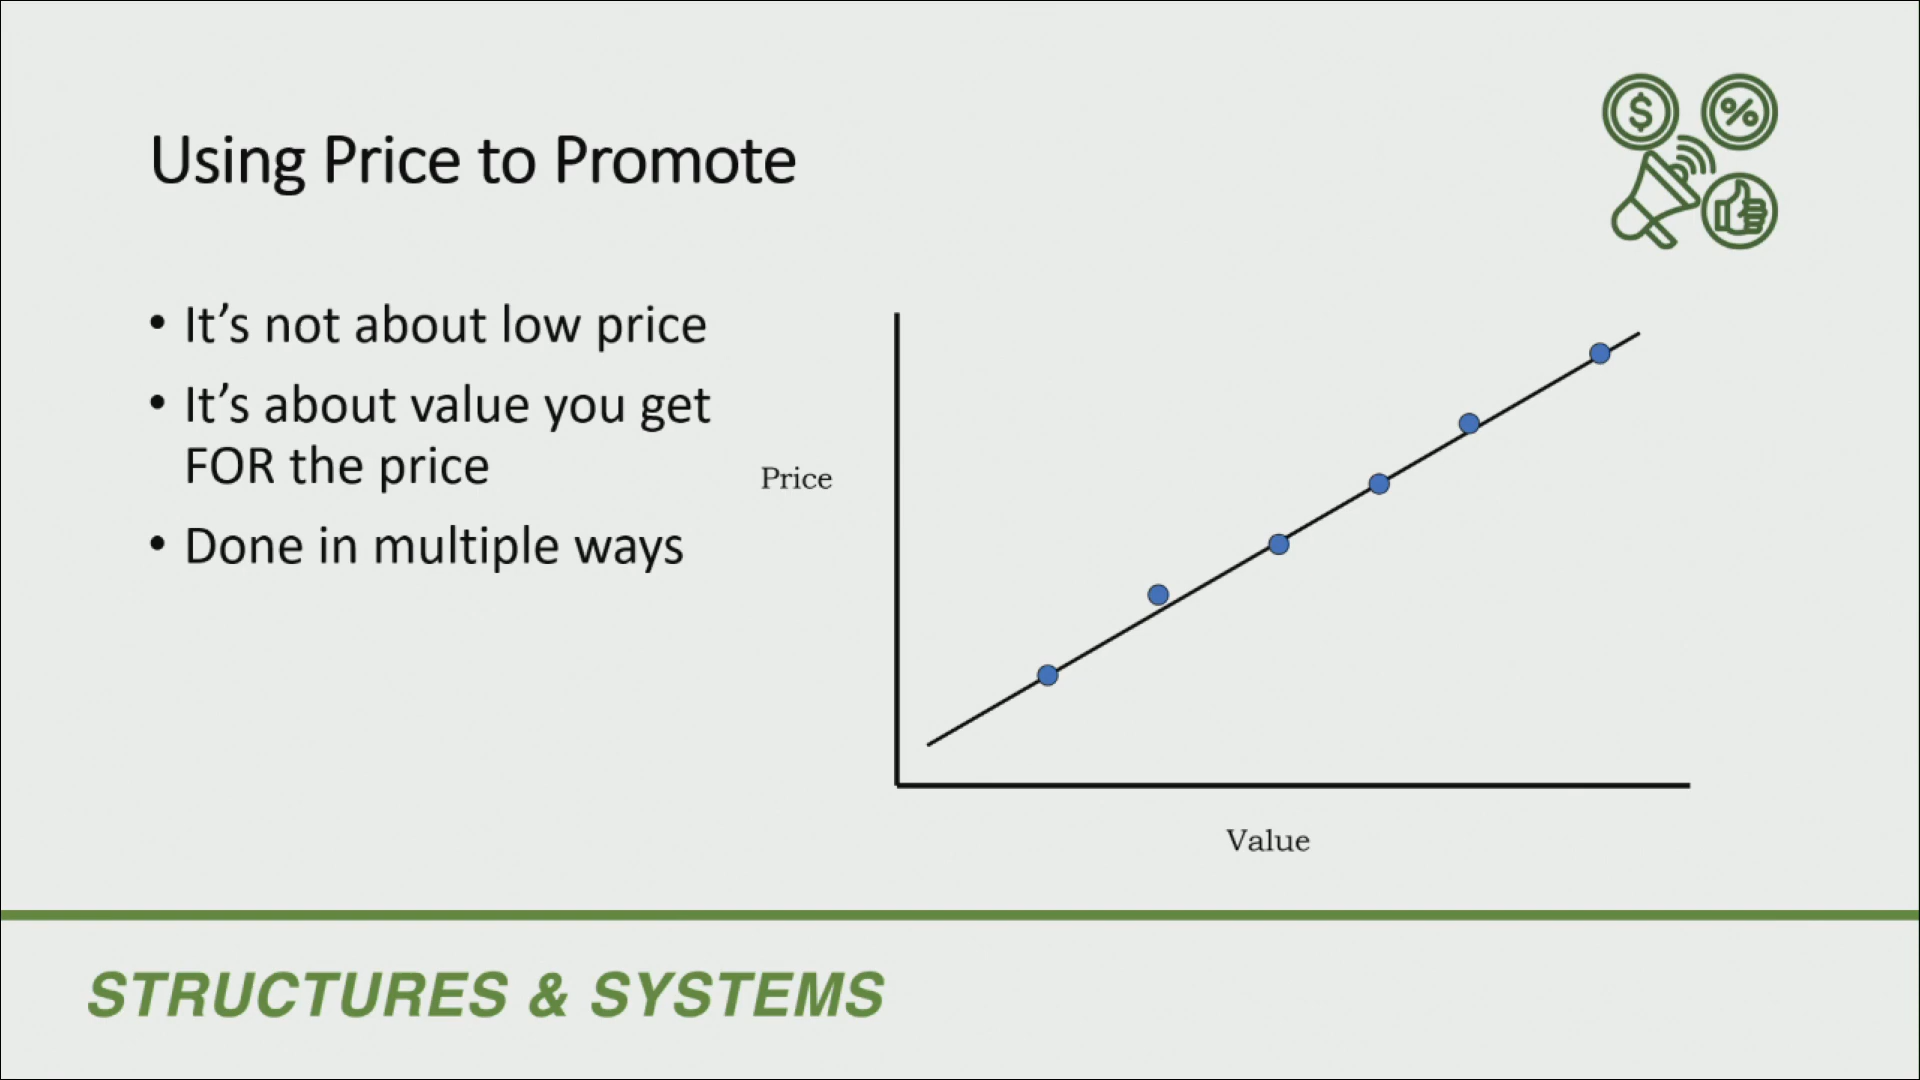 Using Price to Promote
• It’s not about low price
• It’s about value you get
FOR the price
• Done in multiple ways
Price
Value
$
%
STRUCTURES & SYSTEMS